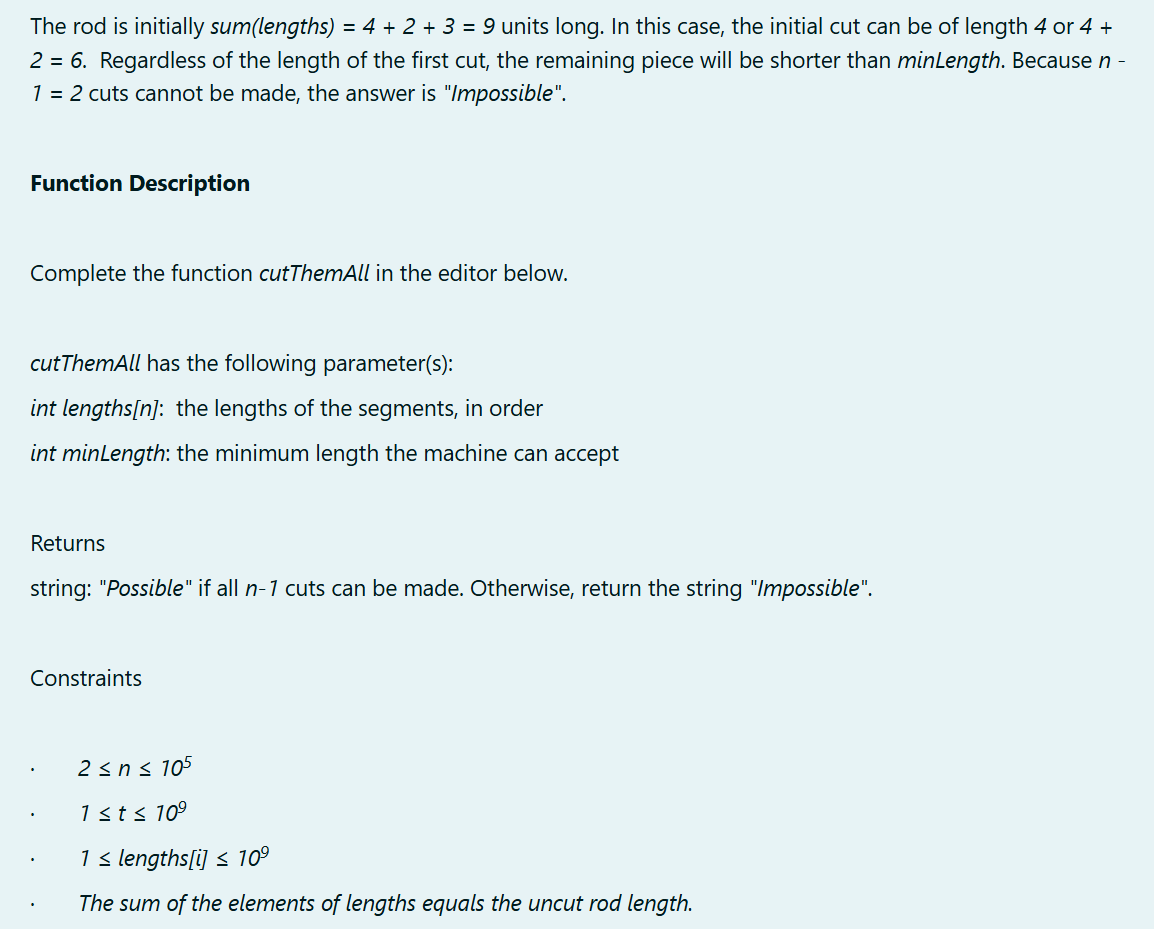 The rod is initially sum(lengths) = 4 + 2 + 3 = 9 units long. In this case, the initial cut can be of length 4 or 4 +
2 = 6.  Regardless of the length of the first cut, the remaining piece will be shorter than minLength. Because n -
1 = 2 cuts cannot be made, the answer is "Impossible".
Function Description
Complete the function cutThemAll in the editor below.
cutThemAll has the following parameter(s):
int lengths[n]:  the lengths of the segments, in order
int minLength: the minimum length the machine can accept
Returns
string: "Possible" if all n-1 cuts can be made. Otherwise, return the string "Impossible".
Constraints
· 2 ≤ n ≤ 10⁵
· 1 ≤ t ≤ 10⁹
· 1 ≤ lengths[i] ≤ 10⁹
· The sum of the elements of lengths equals the uncut rod length.